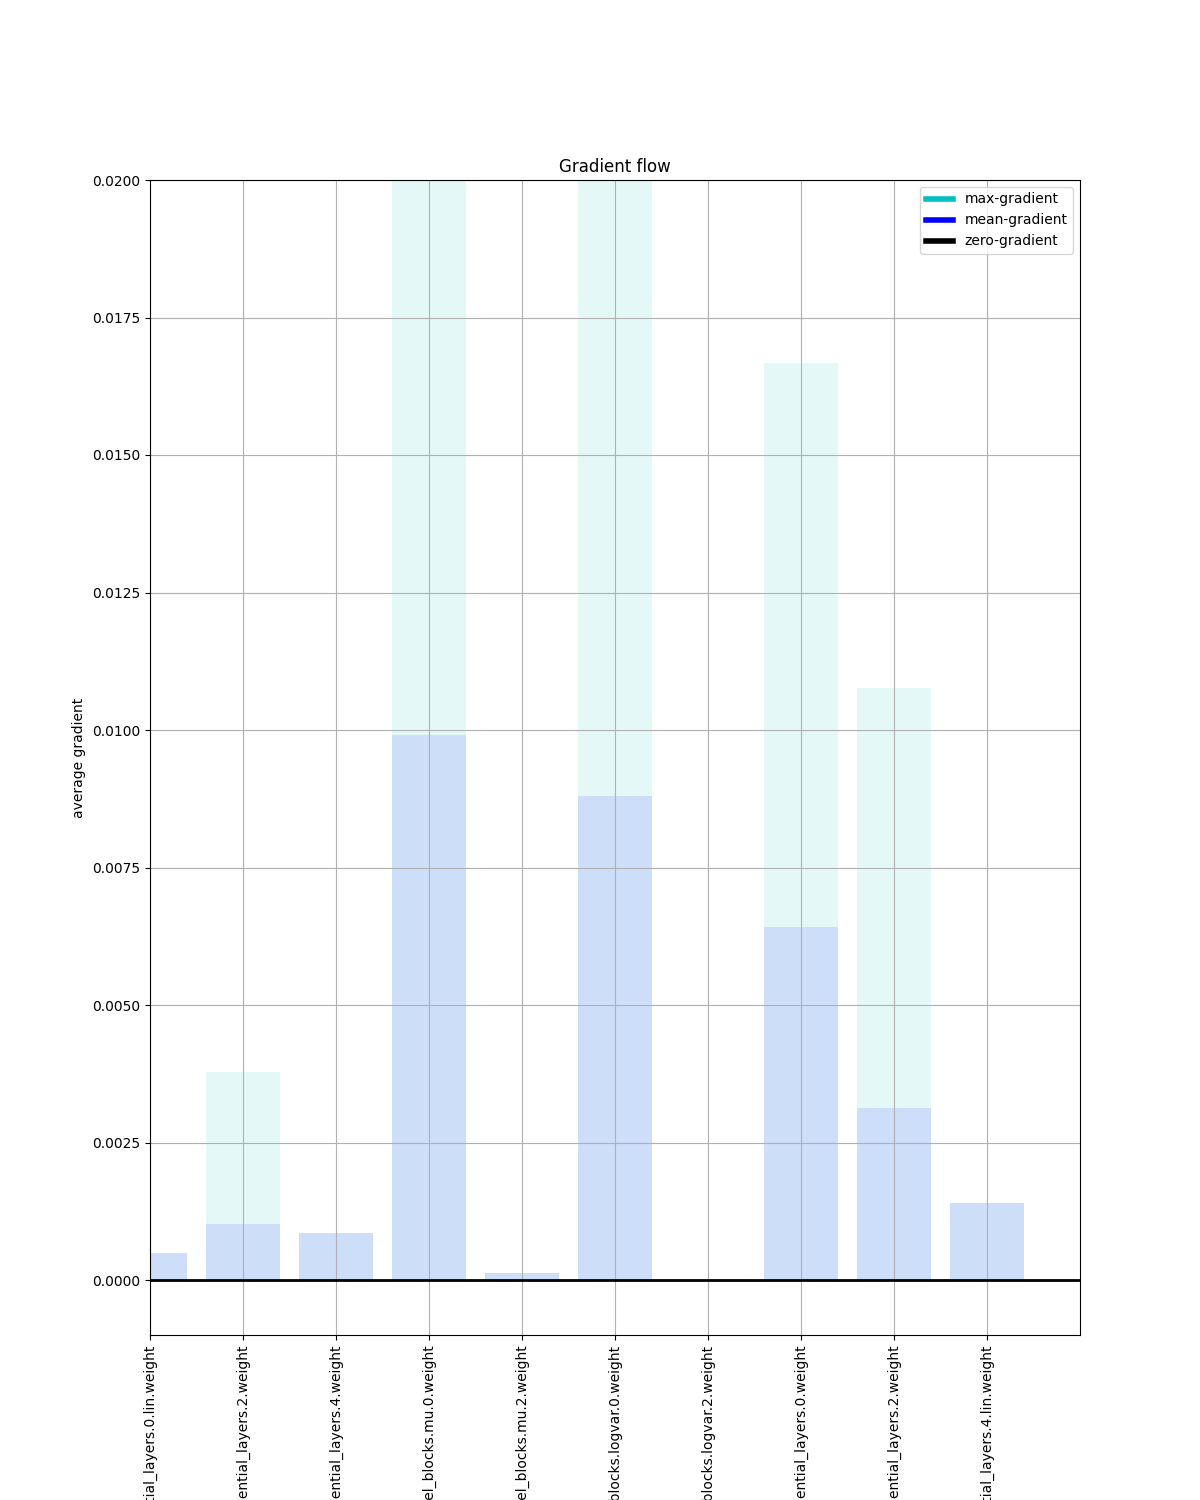 Gradient flow
max-gradient
mean-gradient
zero-gradient
0.0200
0.0175
0.0150
0.0125
0.0100
0.0075
0.0050
0.0025
0.0000
average gradient
tial_layers.0.lin.weight
ential_layers.2.weight
ential_layers.4.weight
el_blocks.mu.0.weight
el_blocks.mu.2.weight
blocks.logvar.0.weight
blocks.logvar.2.weight
ential_layers.0.weight
ential_layers.2.weight
tial_layers.4.lin.weight